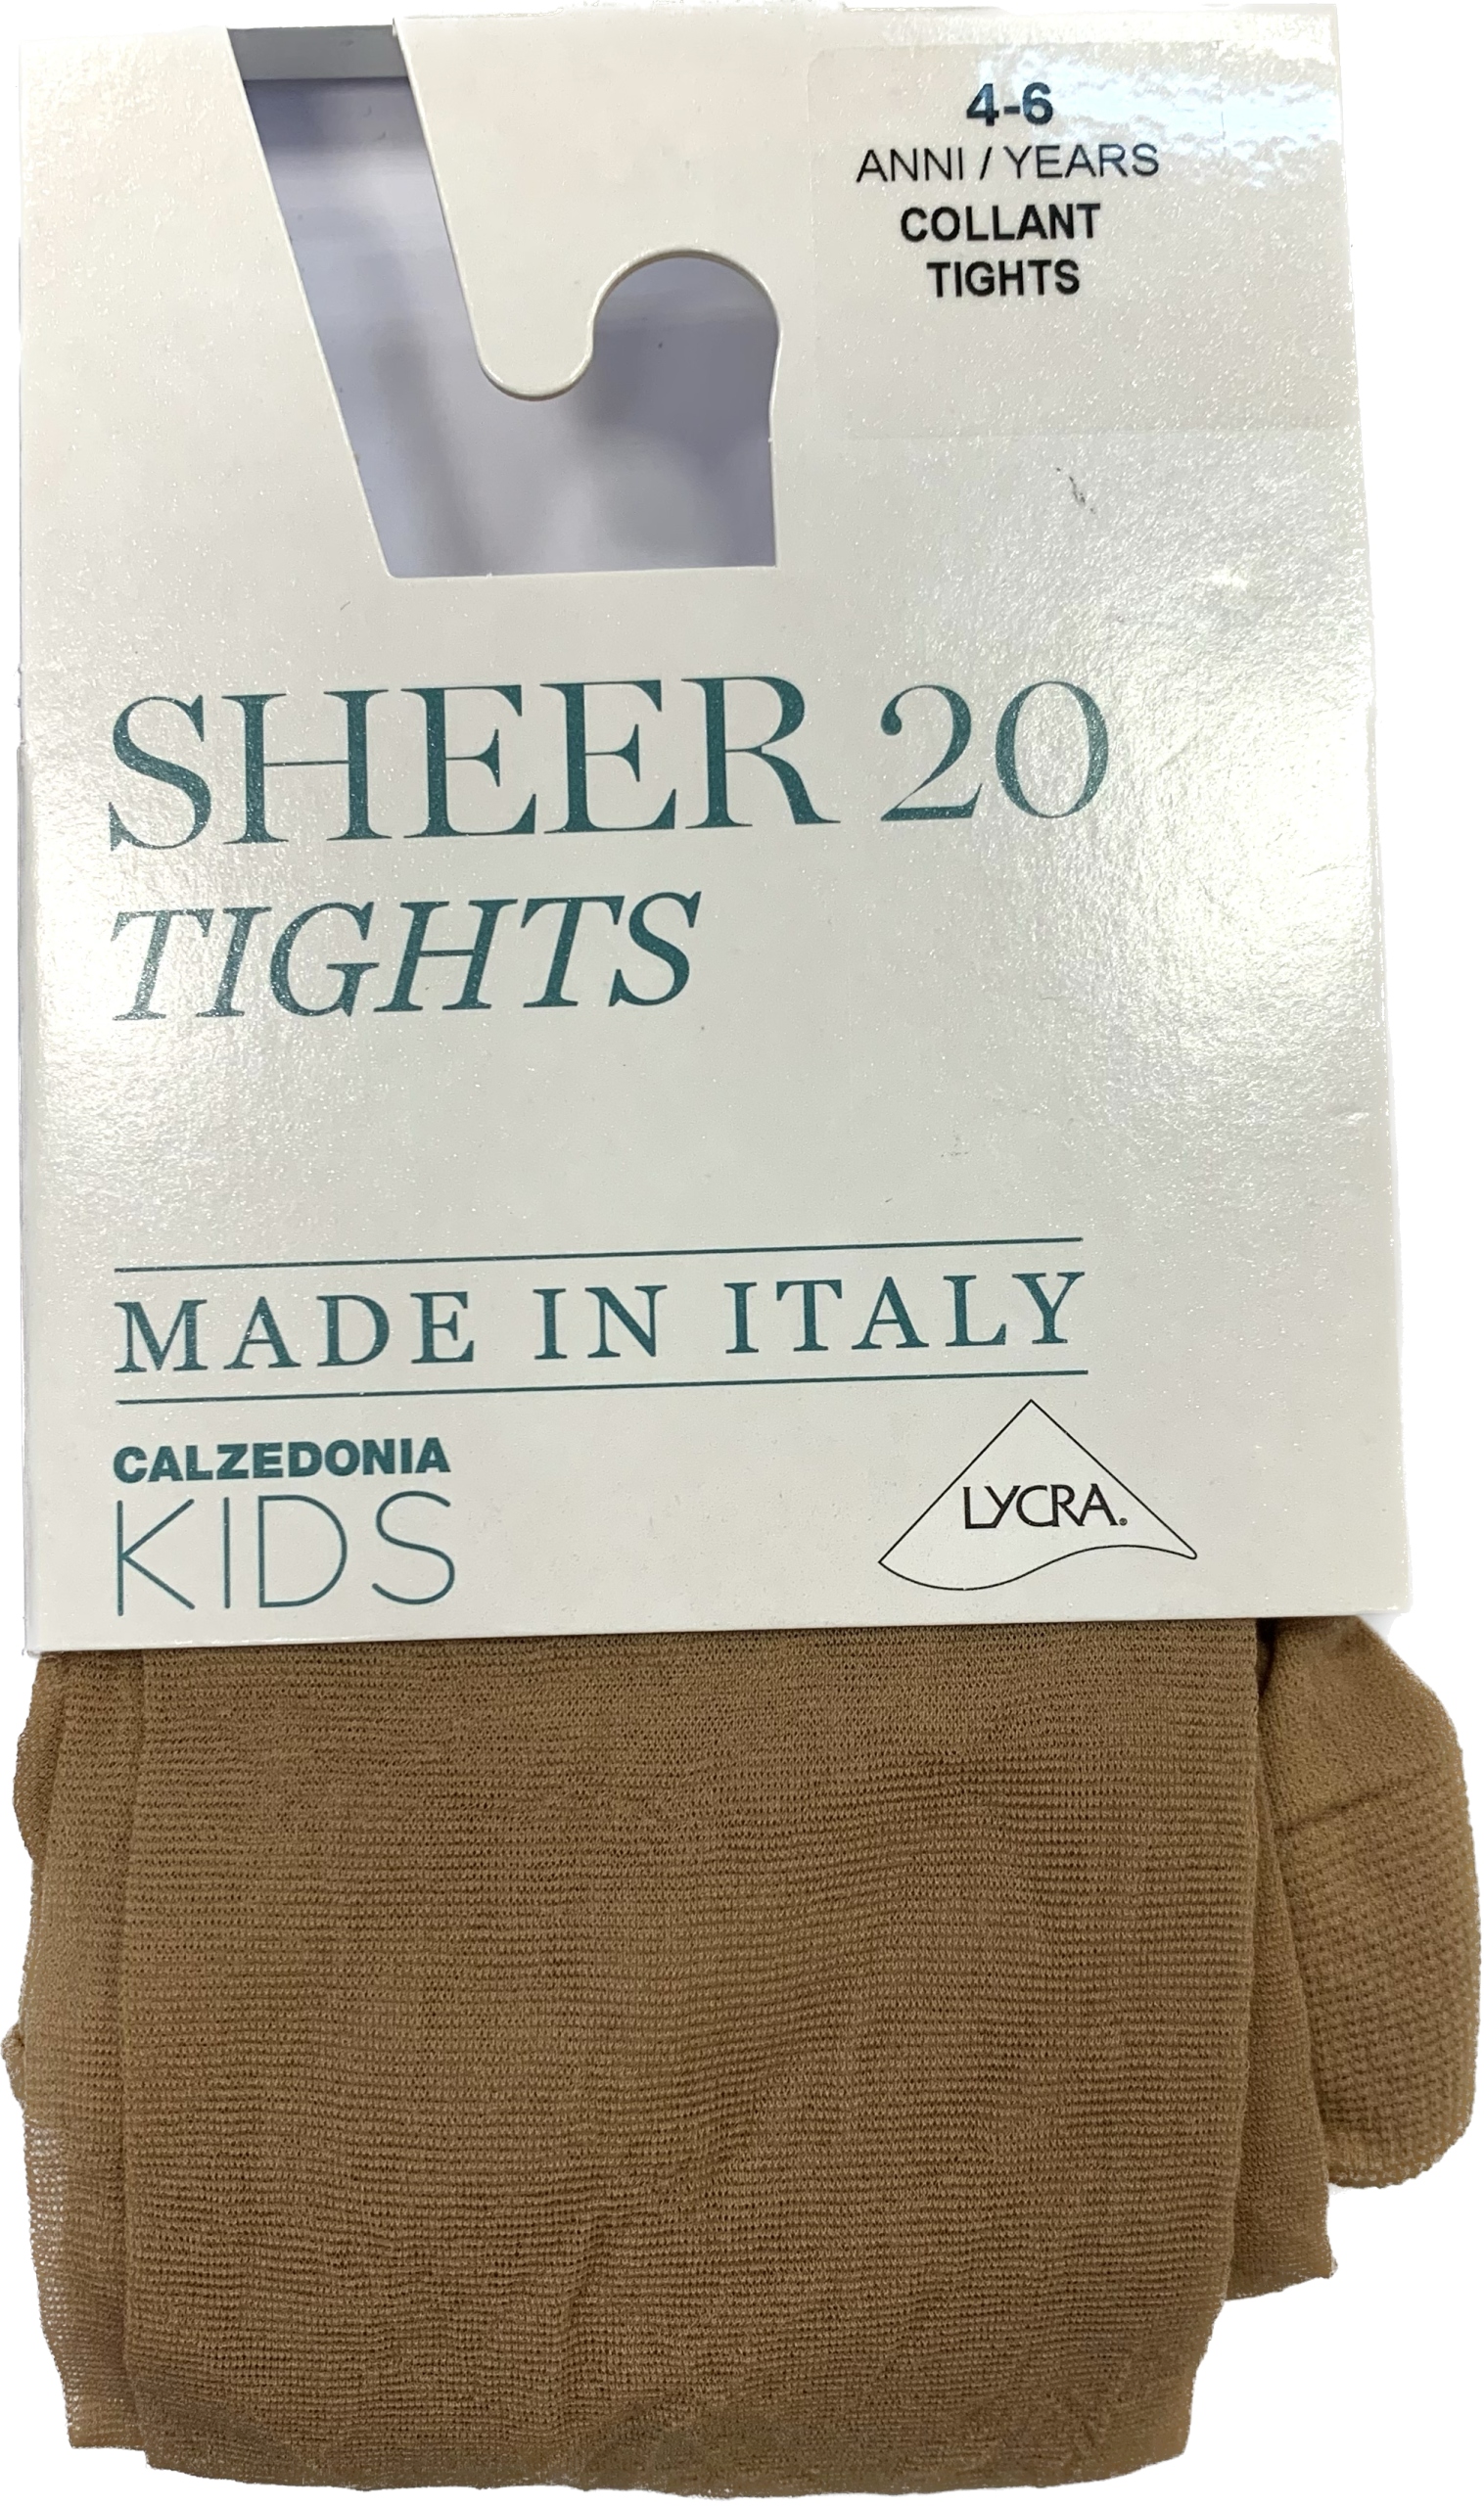 4-6
ANNI / YEARS
COLLANT
TIGHTS
SHEER 20
TIGHTS
MADE IN ITALY
CALZEDONIA
KIDS
LYCRA®